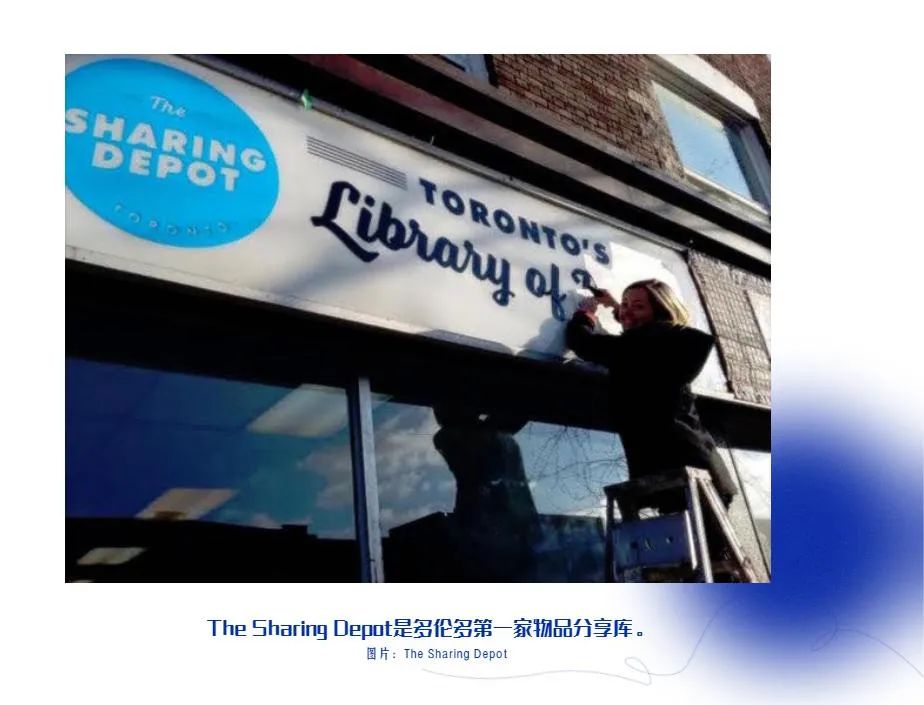 The
SHARING
DEPOT
TORONTO
TORONTO'S
Library of
The Sharing Depot是多伦多第一家物品分享库。
图片：The Sharing Depot